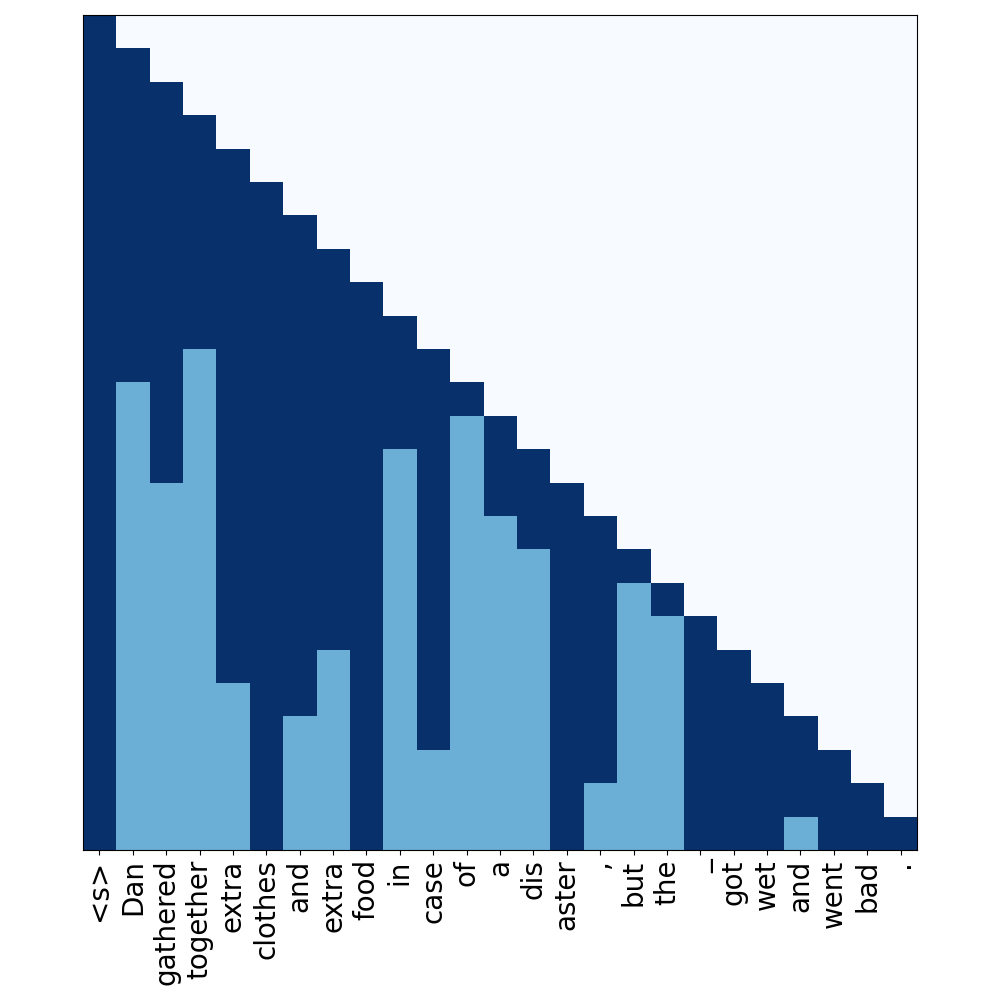 <s> Dan gathered together extra clothes and extra food in case of a dis aster , but the _ got wet and went bad .